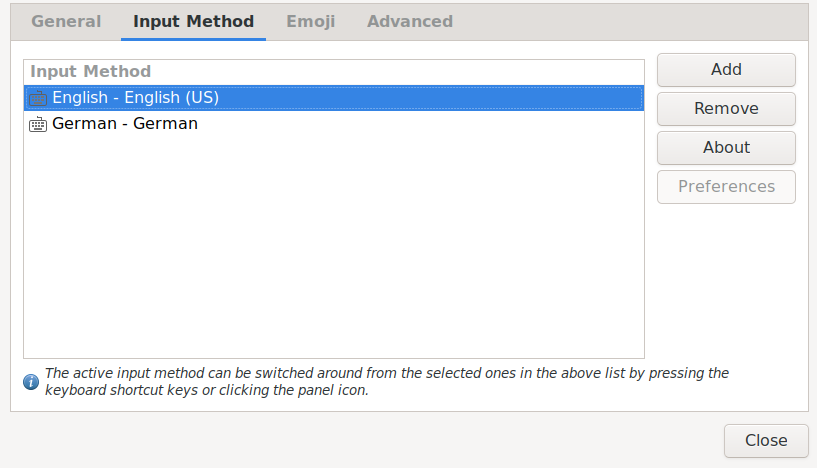 General Input Method Emoji Advanced
Input Method
English - English (US)
German - German
Add
Remove
About
Preferences
The active input method can be switched around from the selected ones in the above list by pressing the
keyboard shortcut keys or clicking the panel icon.
Close